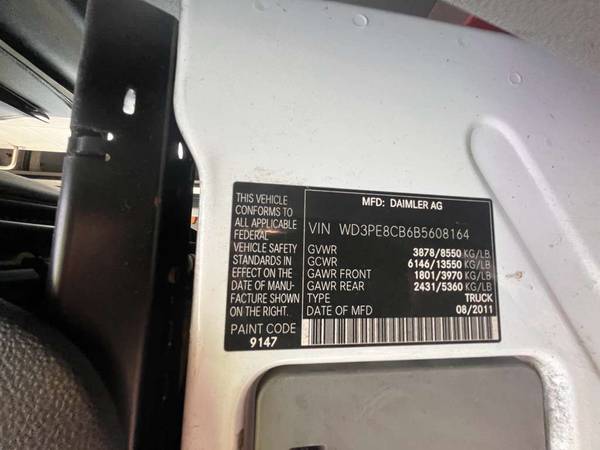 THIS VEHICLE
CONFORMS TO
ALL APPLICABLE
FEDERAL
VEHICLE SAFETY
STANDARDS IN
EFFECT ON THE
DATE OF MANU-
FACTURE SHOWN
ON THE RIGHT.
PAINT CODE
9147
MFD: DAIMLER AG
VIN WD3PE8CB6B5608164
GVWR 3878/8550 KG/LB
GCWR 6146/13550 KG/LB
GAWR FRONT 1801/3970 KG/LB
GAWR REAR 2431/5360 KG/LB
TYPE TRUCK
DATE OF MFD 08/2011